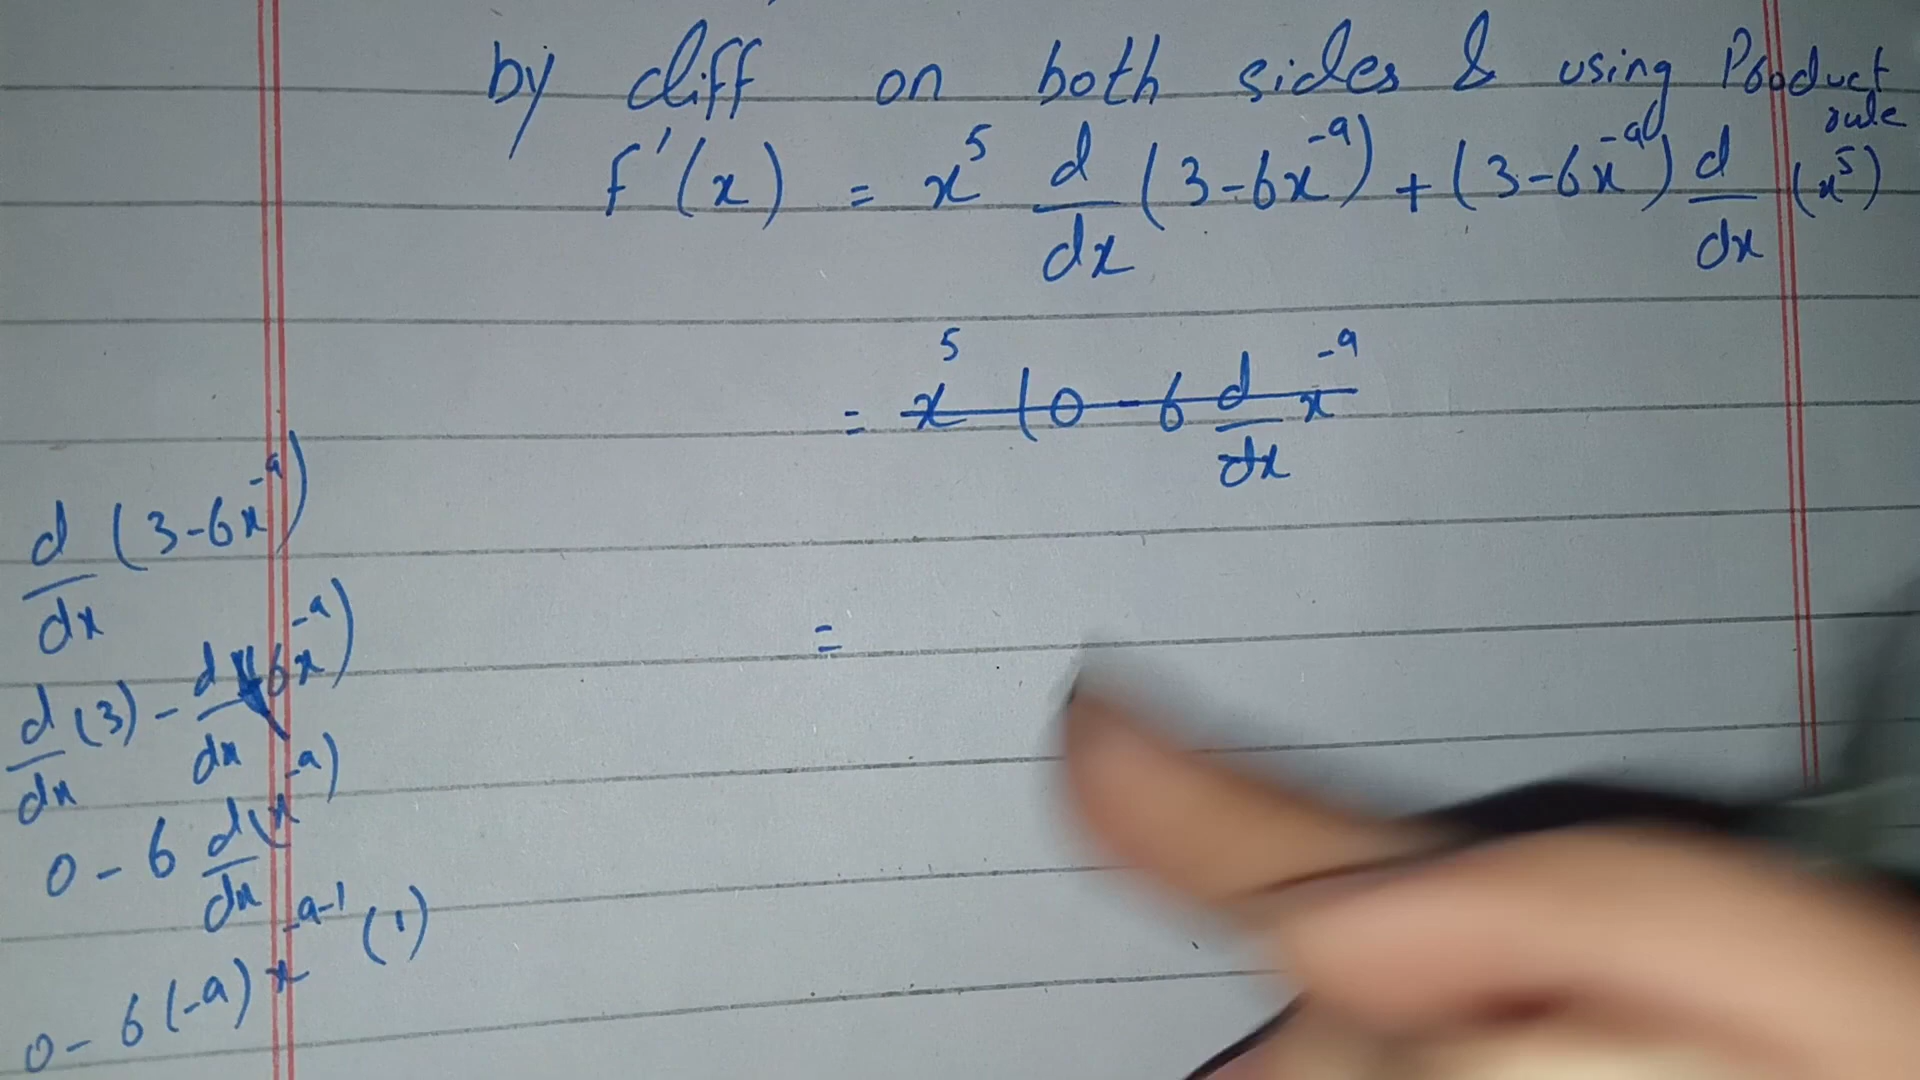 by diff on both sides & using Product rule
f'(x) = x^5 d/dx (3-6x^-9) + (3-6x^-9) d/dx (x^5)
= x^5 (0 - 6 d/dx x^-9
=
d/dx (3-6x^-9)
d/dx (3) - d/dx (6x^-9)
0 - 6 d/dx (x^-9)
0 - 6(-9) x^-9-1 (1)